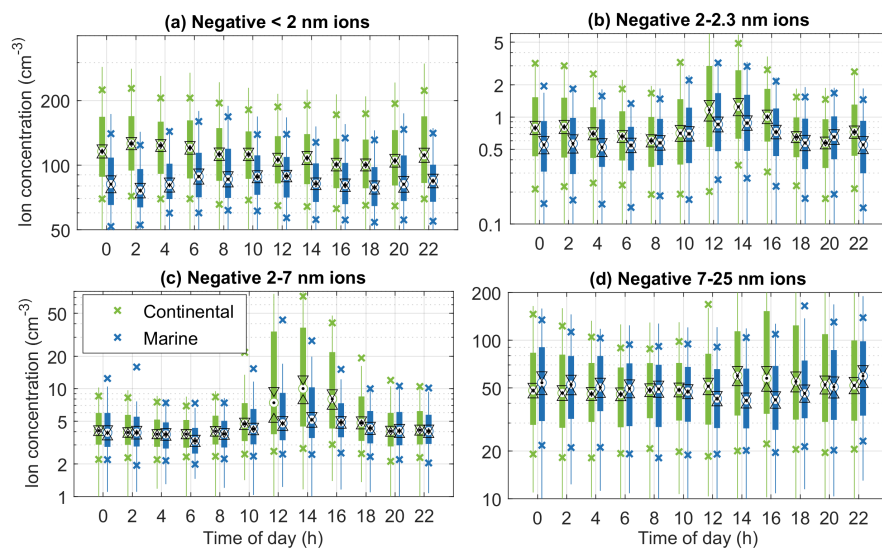 (a) Negative < 2 nm ions
Ion concentration (cm⁻³)
200
100
50
0 2 4 6 8 10 12 14 16 18 20 22
(b) Negative 2-2.3 nm ions
5
2
1
0.5
0.1
0 2 4 6 8 10 12 14 16 18 20 22
(c) Negative 2-7 nm ions
Ion concentration (cm⁻³)
Continental
Marine
50
20
10
5
2
1
0 2 4 6 8 10 12 14 16 18 20 22
Time of day (h)
(d) Negative 7-25 nm ions
200
100
50
20
10
0 2 4 6 8 10 12 14 16 18 20 22
Time of day (h)